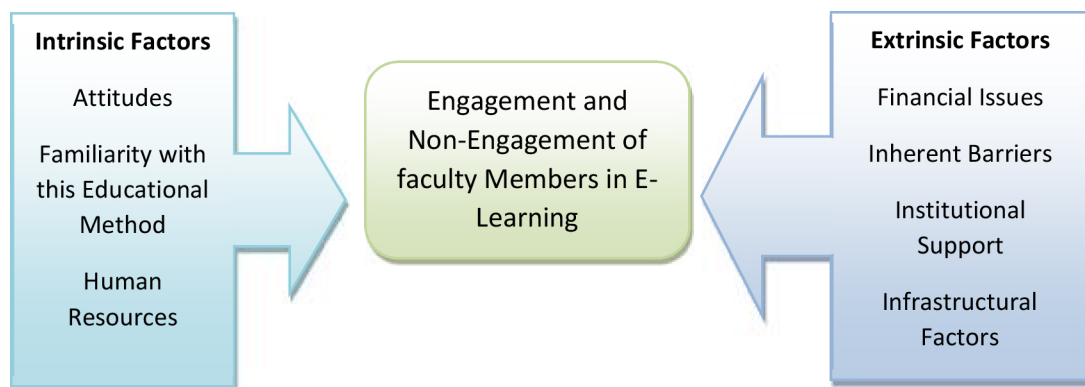 Intrinsic Factors
Attitudes
Familiarity with
this Educational
Method
Human
Resources
Engagement and
Non-Engagement of
faculty Members in E-
Learning
Extrinsic Factors
Financial Issues
Inherent Barriers
Institutional
Support
Infrastructural
Factors